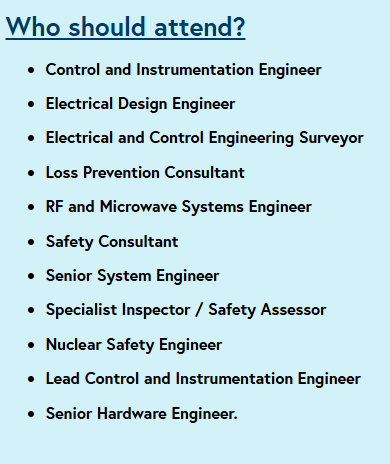 Who should attend?
• Control and Instrumentation Engineer
• Electrical Design Engineer
• Electrical and Control Engineering Surveyor
• Loss Prevention Consultant
• RF and Microwave Systems Engineer
• Safety Consultant
• Senior System Engineer
• Specialist Inspector / Safety Assessor
• Nuclear Safety Engineer
• Lead Control and Instrumentation Engineer
• Senior Hardware Engineer.